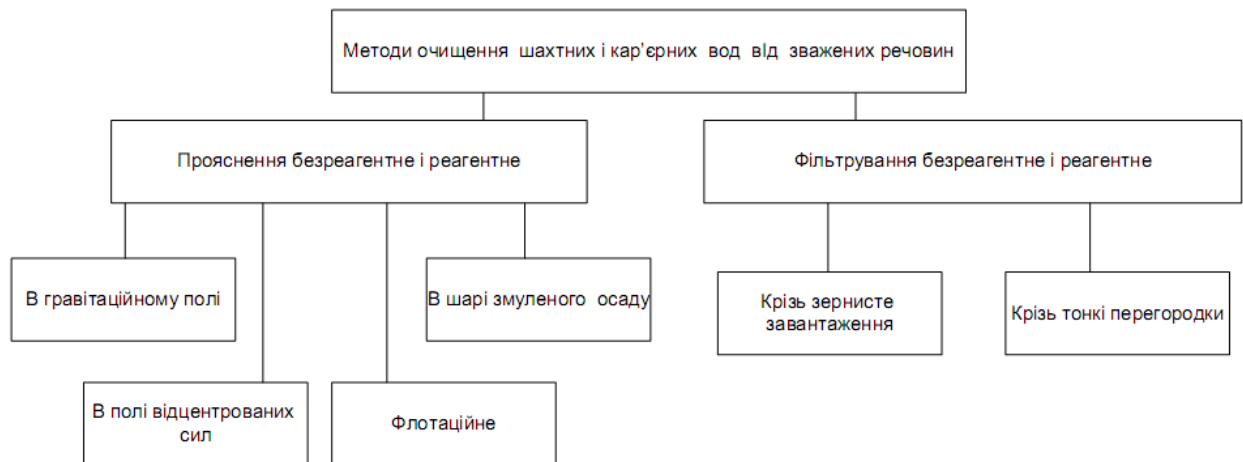 Методи очищення шахтних і кар'єрних вод від зважених речовин
Прояснення безреагентне і реагентне
Фільтрування безреагентне і реагентне
В гравітаційному полі
В шарі змуленого осаду
Крізь зернисте
завантаження
Крізь тонкі перегородки
В полі відцентрованих
сил
Флотаційне